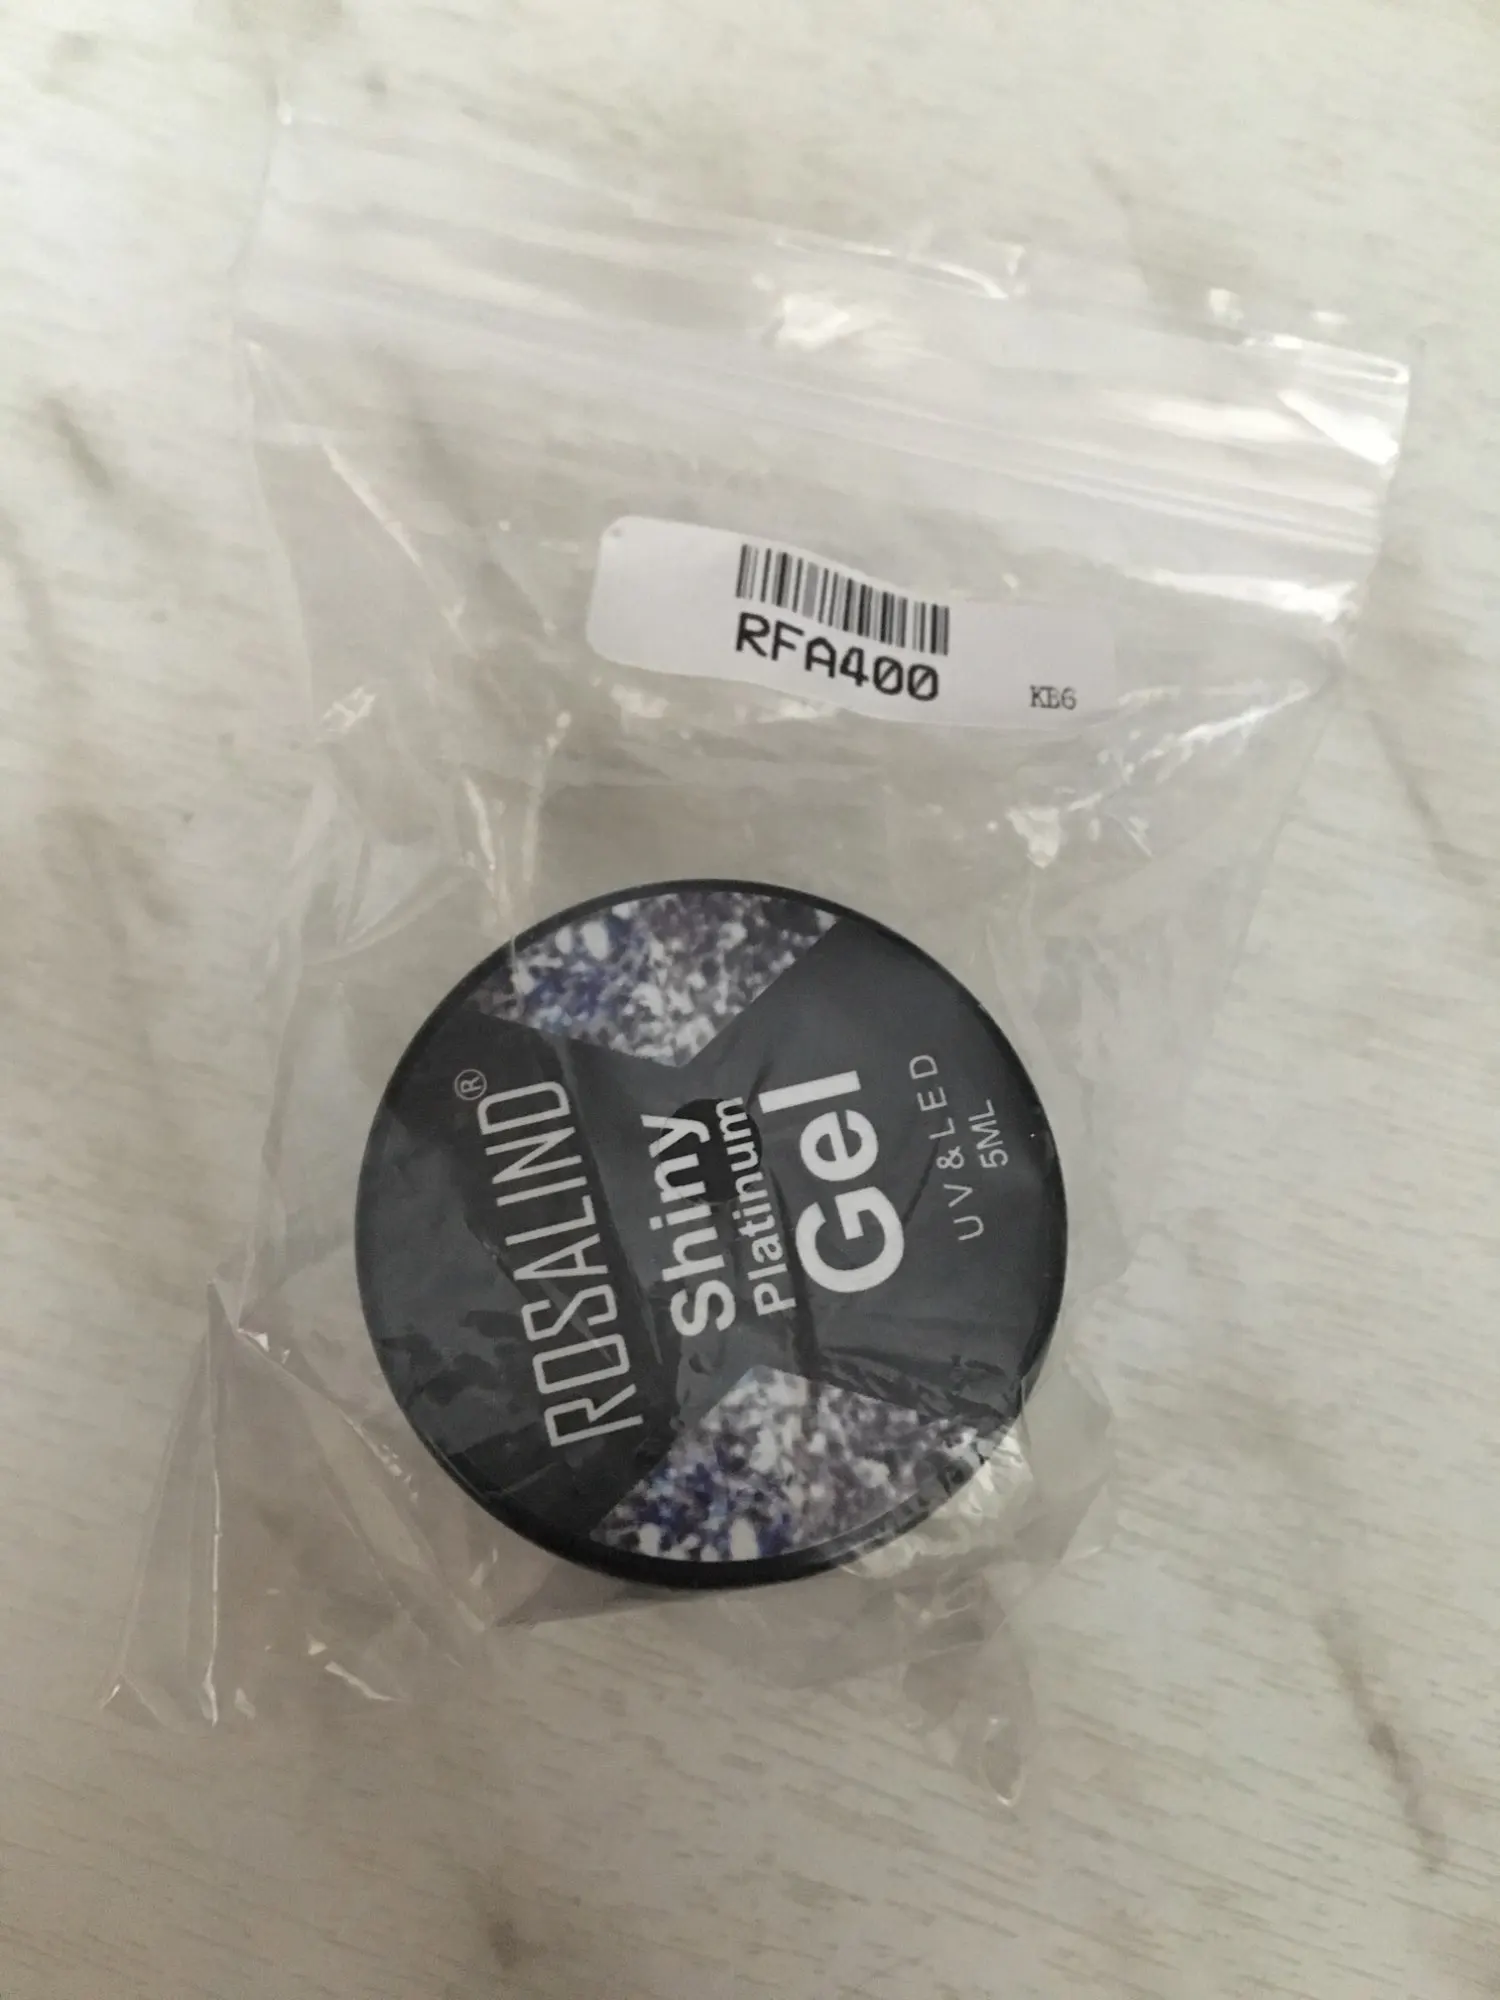 RFA400
KB6
ROSALIND®
Shiny
Platinum
Gel
UV & LED
5ML